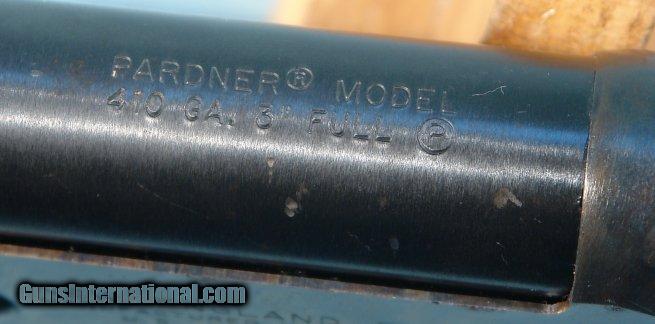 PARDNER® MODEL
410 GA. 3" FULL Ⓟ
GunsInternational.com